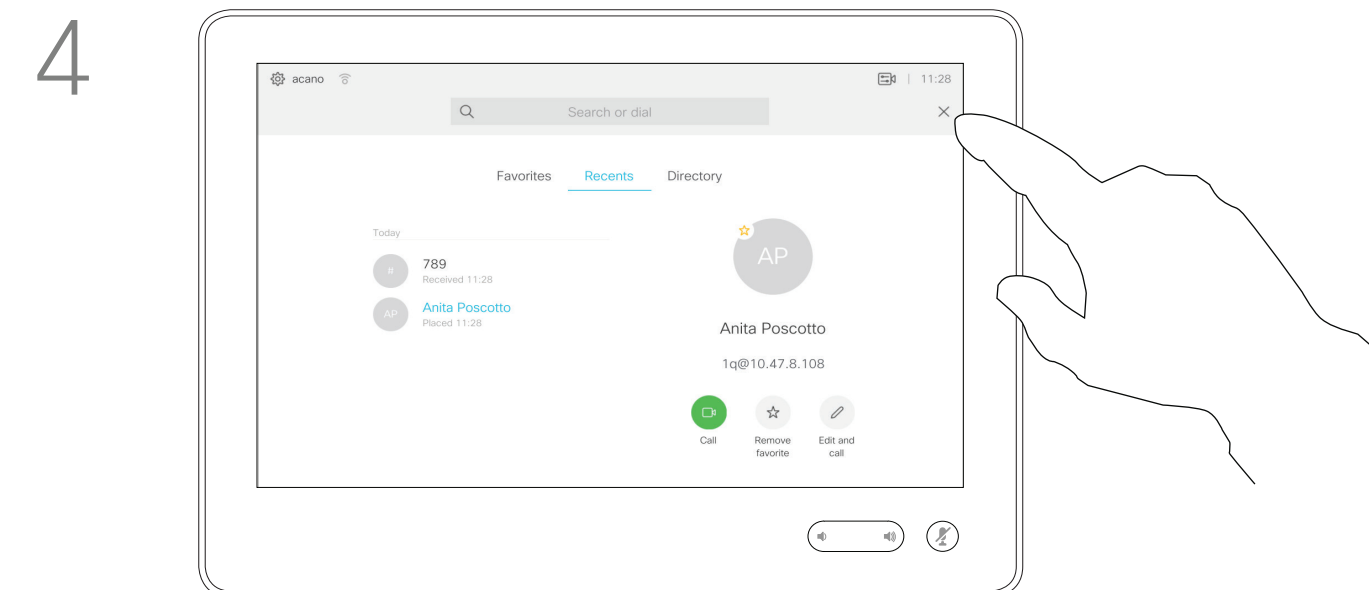 4
acano
11:28
Search or dial
Favorites Recents Directory
Today
789
Received 11:28
AP
Anita Poscotto
Placed 11:28
AP
Anita Poscotto
1q@10.47.8.108
Call
Remove
favorite
Edit and
call